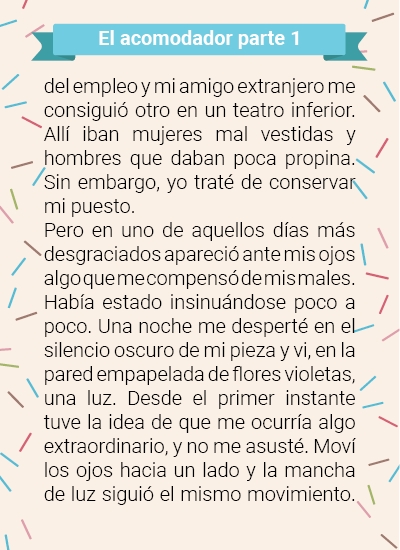 El acomodador parte 1
del empleo y mi amigo extranjero me
consiguió otro en un teatro inferior.
Allí iban mujeres mal vestidas y
hombres que daban poca propina.
Sin embargo, yo traté de conservar
mi puesto.
Pero en uno de aquellos días más
desgraciados apareció ante mis ojos
algo que me compensó de mis males.
Había estado insinuándose poco a
poco. Una noche me desperté en el
silencio oscuro de mi pieza y vi, en la
pared empapelada de flores violetas,
una luz. Desde el primer instante
tuve la idea de que me ocurría algo
extraordinario, y no me asusté. Moví
los ojos hacia un lado y la mancha
de luz siguió el mismo movimiento.